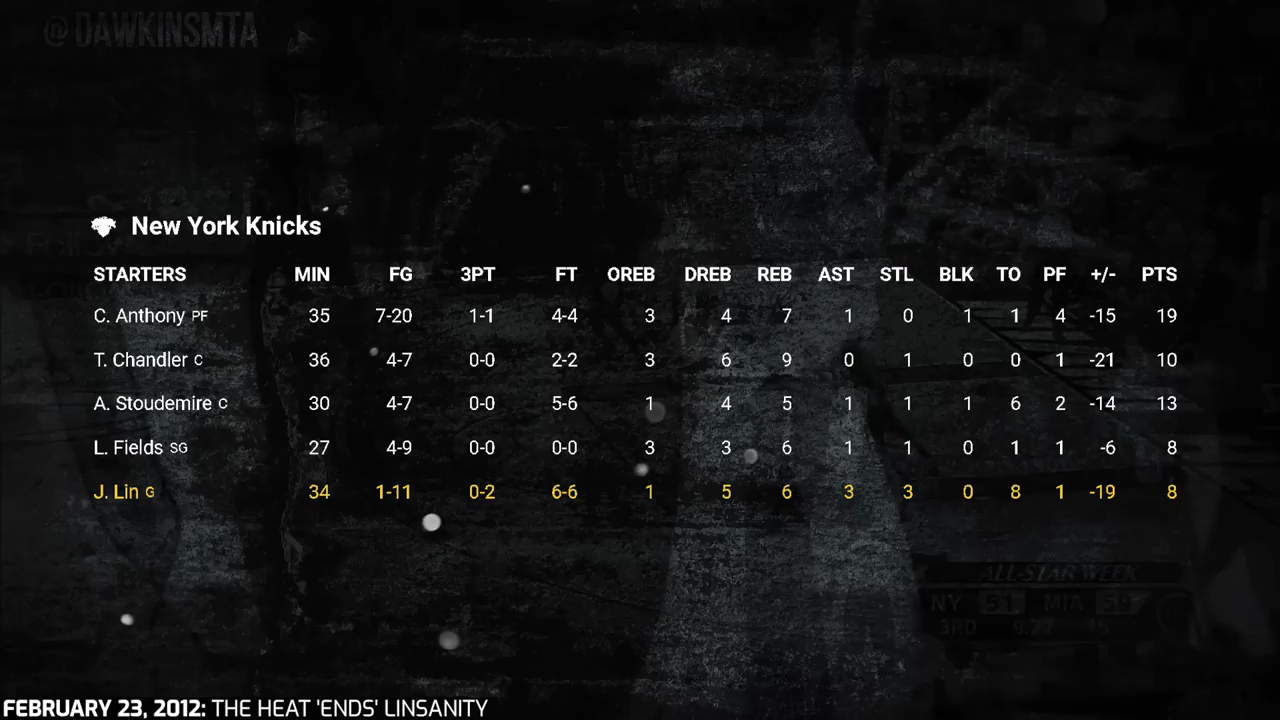 @DAWKINSMTA
New York Knicks
STARTERS MIN FG 3PT FT OREB DREB REB AST STL BLK TO PF +/- PTS
C. Anthony PF 35 7-20 1-1 4-4 3 4 7 1 0 1 1 4 -15 19
T. Chandler C 36 4-7 0-0 2-2 3 6 9 0 1 0 0 1 -21 10
A. Stoudemire C 30 4-7 0-0 5-6 1 4 5 1 1 1 6 2 -14 13
L. Fields SG 27 4-9 0-0 0-0 3 3 6 1 1 0 1 1 -6 8
J. Lin G 34 1-11 0-2 6-6 1 5 6 3 3 0 8 1 -19 8
ALL-STAR WEEK
NY 51 MIA 59
3RD
FEBRUARY 23, 2012: THE HEAT 'ENDS' LINSANITY